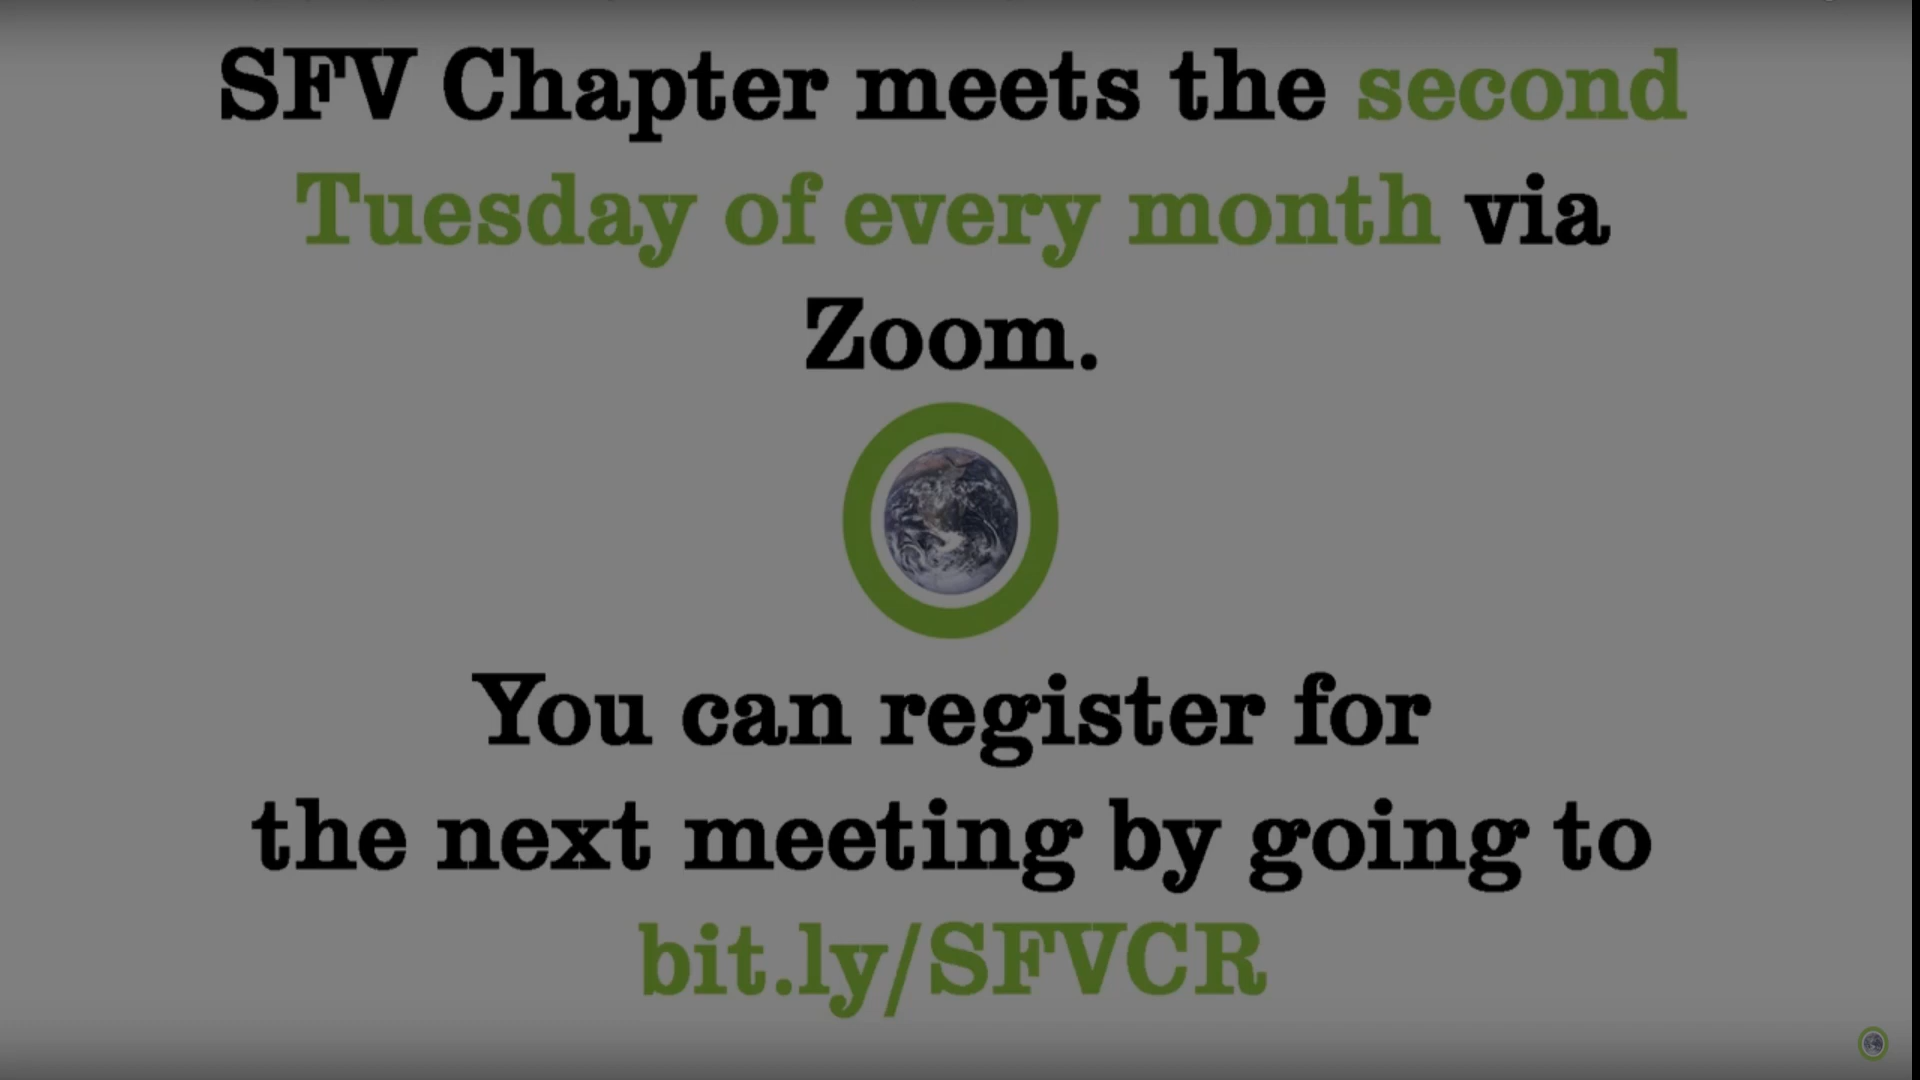 SFV Chapter meets the second
Tuesday of every month via
Zoom.
You can register for
the next meeting by going to
bit.ly/SFVCR